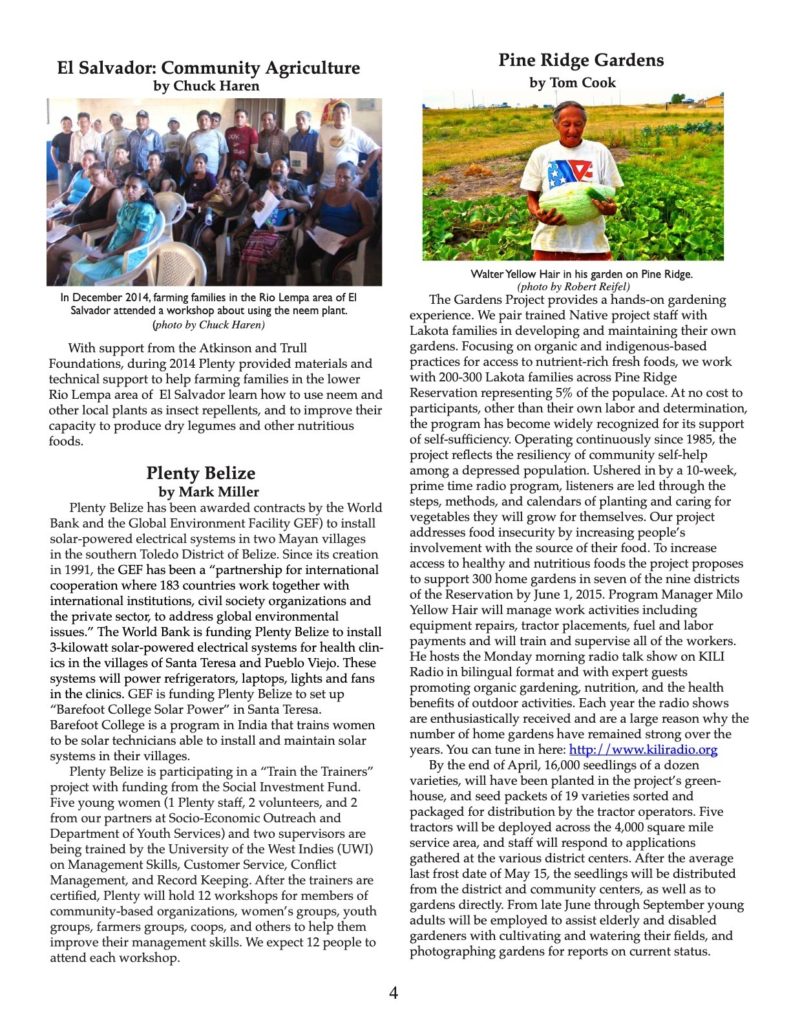 El Salvador: Community Agriculture
by Chuck Haren
In December 2014, farming families in the Rio Lempa area of El
Salvador attended a workshop about using the neem plant.
(photo by Chuck Haren)
With support from the Atkinson and Trull
Foundations, during 2014 Plenty provided materials and
technical support to help farming families in the lower
Rio Lempa area of El Salvador learn how to use neem and
other local plants as insect repellents, and to improve their
capacity to produce dry legumes and other nutritious
foods.
Plenty Belize
by Mark Miller
Plenty Belize has been awarded contracts by the World
Bank and the Global Environment Facility GEF) to install
solar-powered electrical systems in two Mayan villages
in the southern Toledo District of Belize. Since its creation
in 1991, the GEF has been a “partnership for international
cooperation where 183 countries work together with
international institutions, civil society organizations and
the private sector, to address global environmental
issues.” The World Bank is funding Plenty Belize to install
3-kilowatt solar-powered electrical systems for health clin-
ics in the villages of Santa Teresa and Pueblo Viejo. These
systems will power refrigerators, laptops, lights and fans
in the clinics. GEF is funding Plenty Belize to set up
“Barefoot College Solar Power” in Santa Teresa.
Barefoot College is a program in India that trains women
to be solar technicians able to install and maintain solar
systems in their villages.
Plenty Belize is participating in a “Train the Trainers”
project with funding from the Social Investment Fund.
Five young women (1 Plenty staff, 2 volunteers, and 2
from our partners at Socio-Economic Outreach and
Department of Youth Services) and two supervisors are
being trained by the University of the West Indies (UWI)
on Management Skills, Customer Service, Conflict
Management, and Record Keeping. After the trainers are
certified, Plenty will hold 12 workshops for members of
community-based organizations, women’s groups, youth
groups, farmers groups, coops, and others to help them
improve their management skills. We expect 12 people to
attend each workshop.
Pine Ridge Gardens
by Tom Cook
Walter Yellow Hair in his garden on Pine Ridge.
(photo by Robert Reifel)
The Gardens Project provides a hands-on gardening
experience. We pair trained Native project staff with
Lakota families in developing and maintaining their own
gardens. Focusing on organic and indigenous-based
practices for access to nutrient-rich fresh foods, we work
with 200-300 Lakota families across Pine Ridge
Reservation representing 5% of the populace. At no cost to
participants, other than their own labor and determination,
the program has become widely recognized for its support
of self-sufficiency. Operating continuously since 1985, the
project reflects the resiliency of community self-help
among a depressed population. Ushered in by a 10-week,
prime time radio program, listeners are led through the
steps, methods, and calendars of planting and caring for
vegetables they will grow for themselves. Our project
addresses food insecurity by increasing people’s
involvement with the source of their food. To increase
access to healthy and nutritious foods the project proposes
to support 300 home gardens in seven of the nine districts
of the Reservation by June 1, 2015. Program Manager Milo
Yellow Hair will manage work activities including
equipment repairs, tractor placements, fuel and labor
payments and will train and supervise all of the workers.
He hosts the Monday morning radio talk show on KILI
Radio in bilingual format and with expert guests
promoting organic gardening, nutrition, and the health
benefits of outdoor activities. Each year the radio shows
are enthusiastically received and are a large reason why the
number of home gardens have remained strong over the
years. You can tune in here: http://www.kiliradio.org
By the end of April, 16,000 seedlings of a dozen
varieties, will have been planted in the project’s green-
house, and seed packets of 19 varieties sorted and
packaged for distribution by the tractor operators. Five
tractors will be deployed across the 4,000 square mile
service area, and staff will respond to applications
gathered at the various district centers. After the average
last frost date of May 15, the seedlings will be distributed
from the district and community centers, as well as to
gardens directly. From late June through September young
adults will be employed to assist elderly and disabled
gardeners with cultivating and watering their fields, and
photographing gardens for reports on current status.
4